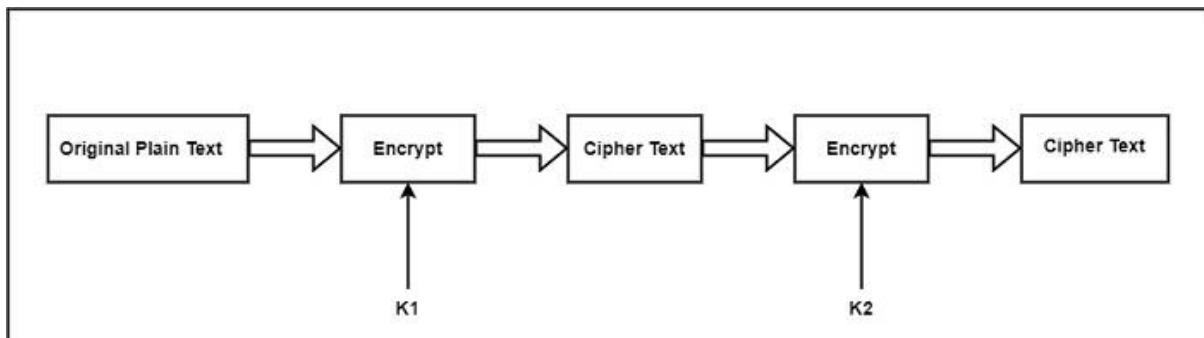 Original Plain Text
Encrypt
Cipher Text
Encrypt
Cipher Text
K1
K2